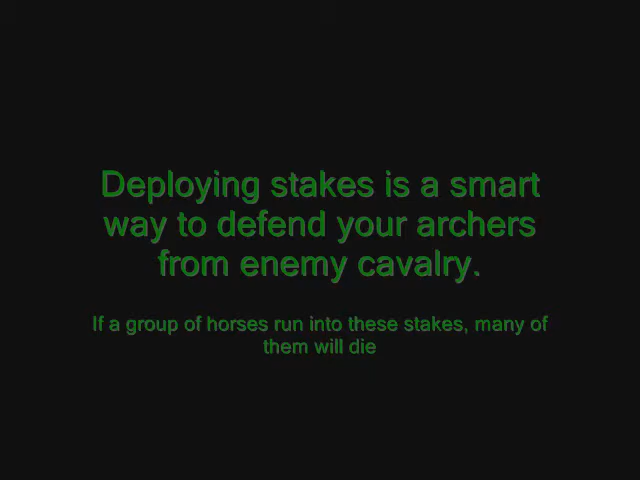 Deploying stakes is a smart
way to defend your archers
from enemy cavalry.
If a group of horses run into these stakes, many of
them will die